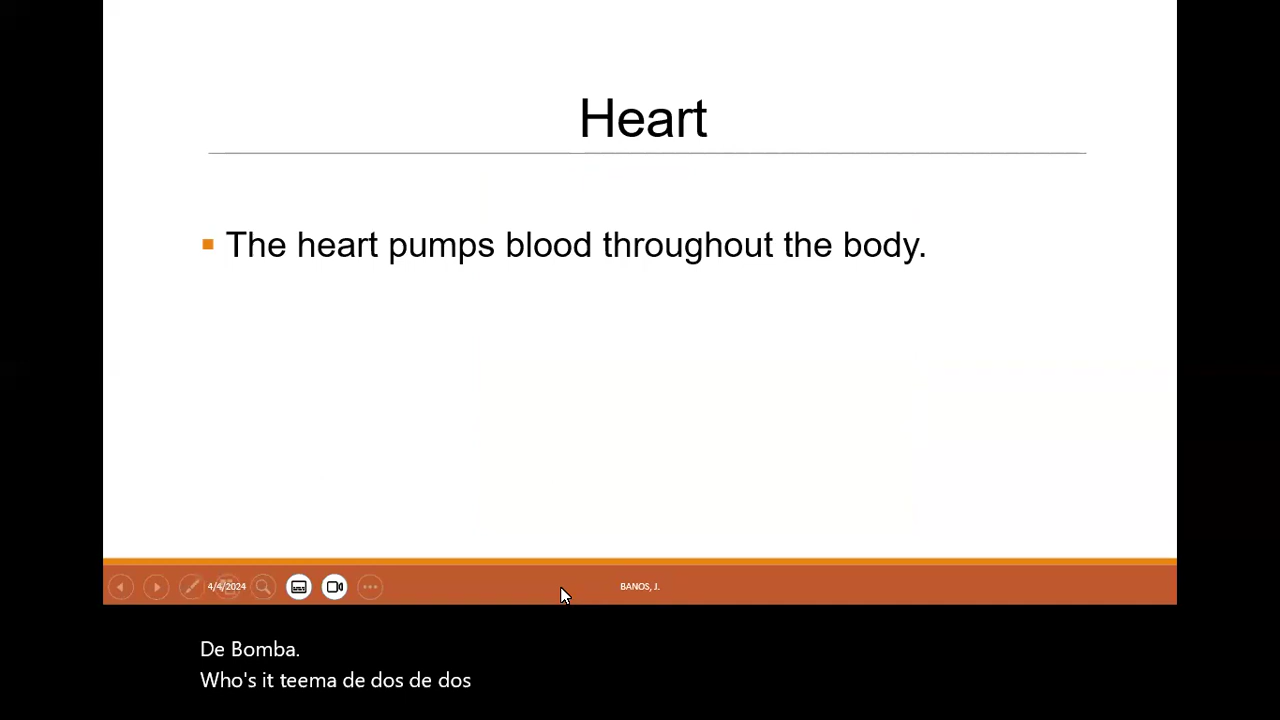 Heart
The heart pumps blood throughout the body.
4/4/2024
BANOS, J.
De Bomba.
Who's it teema de dos de dos